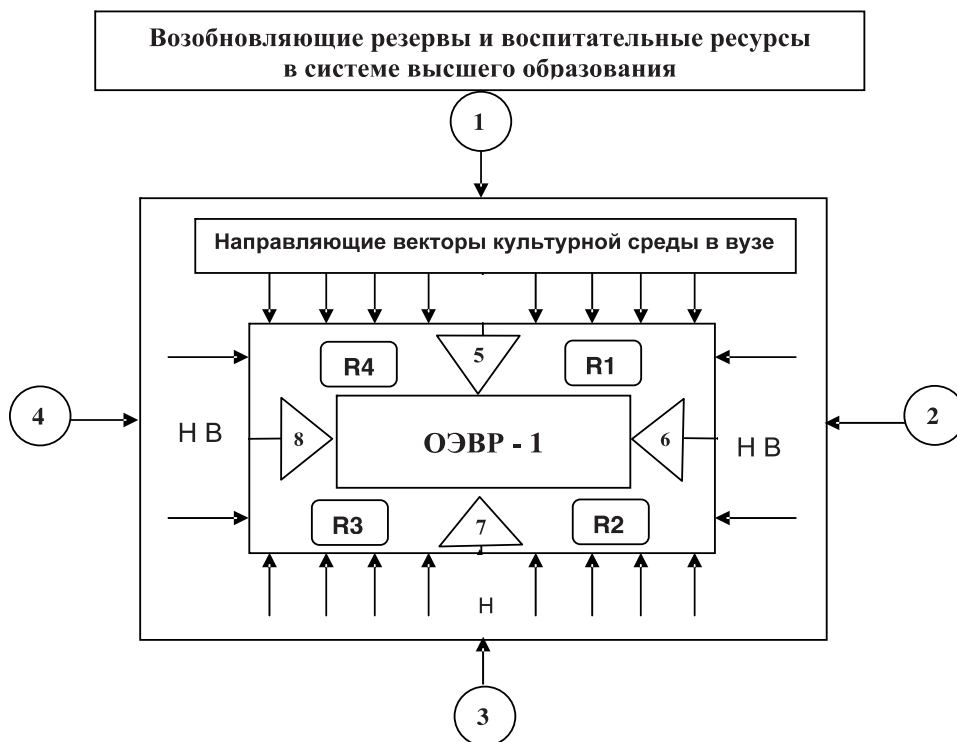 Возобновляющие резервы и воспитательные ресурсы
в системе высшего образования
1
Направляющие векторы культурной среды в вузе
R4
5
R1
4
Н В
8
ОЭВР - 1
6
Н В
2
R3
7
R2
Н
3